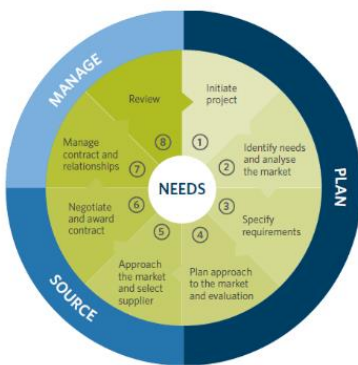 MANAGE
PLAN
SOURCE
NEEDS
1
Initiate
project
2
Identify needs
and analyse
the market
3
Specify
requirements
4
Plan approach
to the market
and evaluation
5
Approach
the market
and select
supplier
6
Negotiate
and award
contract
7
Manage
contract and
relationships
8
Review